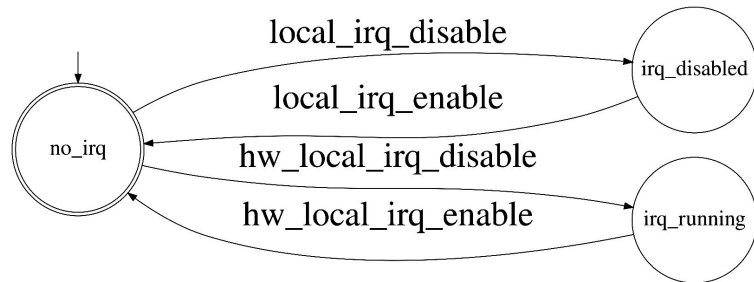 local_irq_disable
irq_disabled
local_irq_enable
no_irq
hw_local_irq_disable
hw_local_irq_enable
irq_running